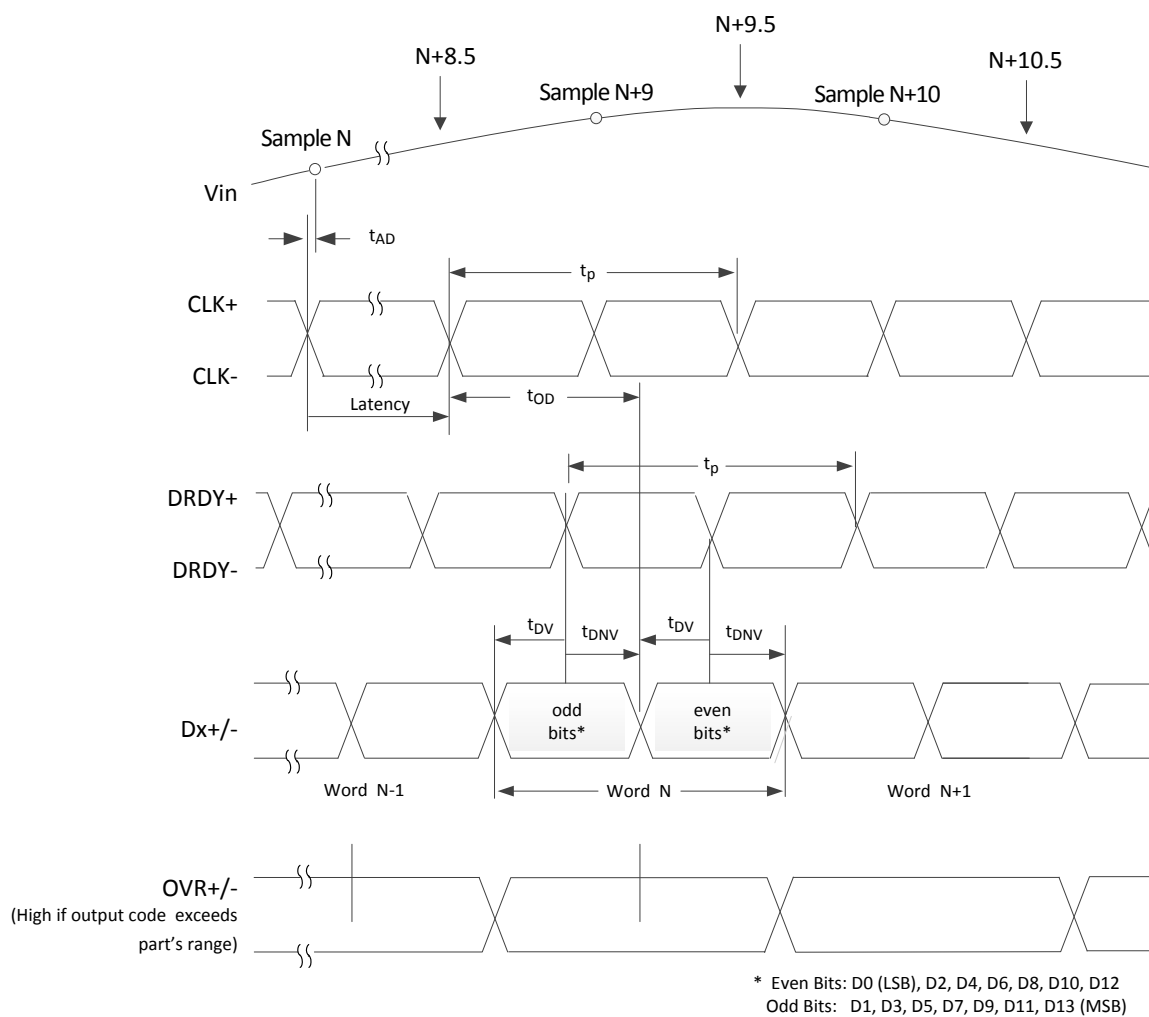 N+9.5
N+8.5
N+10.5
Sample N+9
Sample N+10
Sample N
Vin
tAD
tp
CLK+
CLK-
Latency
tOD
tp
DRDY+
DRDY-
tDV
tDNV
tDV
tDNV
odd
bits*
even
bits*
Dx+/-
Word N-1
Word N
Word N+1
OVR+/-
(High if output code exceeds
part's range)
* Even Bits: D0 (LSB), D2, D4, D6, D8, D10, D12
Odd Bits: D1, D3, D5, D7, D9, D11, D13 (MSB)